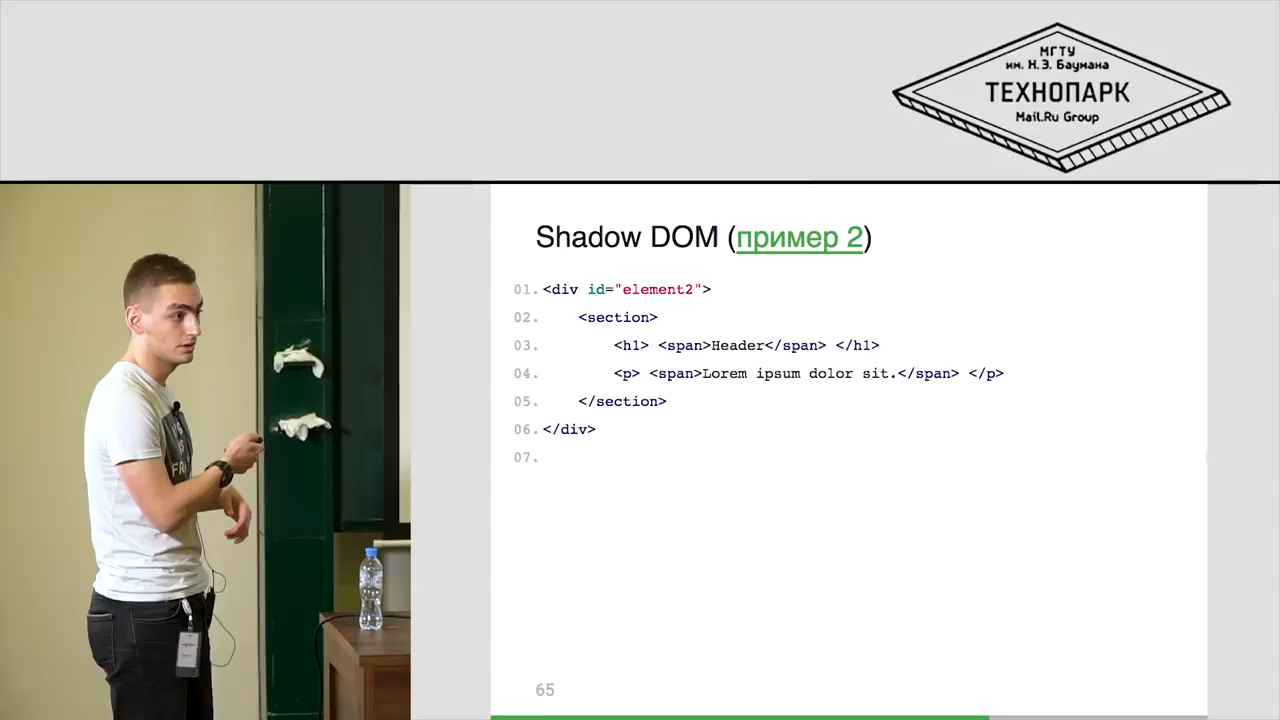 МГТУ
им. Н.Э. Баумана
ТЕХНОПАРК
Mail.Ru Group
Shadow DOM (пример 2)
01. <div id="element2">
02. <section>
03. <h1> <span>Header</span> </h1>
04. <p> <span>Lorem ipsum dolor sit.</span> </p>
05. </section>
06. </div>
07.
65